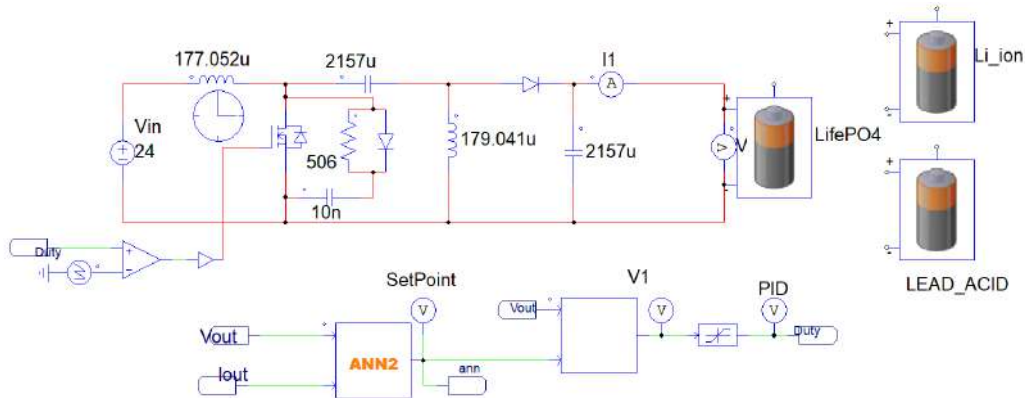 177.052u
2157u
I1
A
Li_ion
Vin
24
506
179.041u
2157u
V
V
LifePO4
10n
Duty
LEAD_ACID
SetPoint
V1
PID
V
V
V
Vout
Vout
Duty
ANN2
ann
Iout